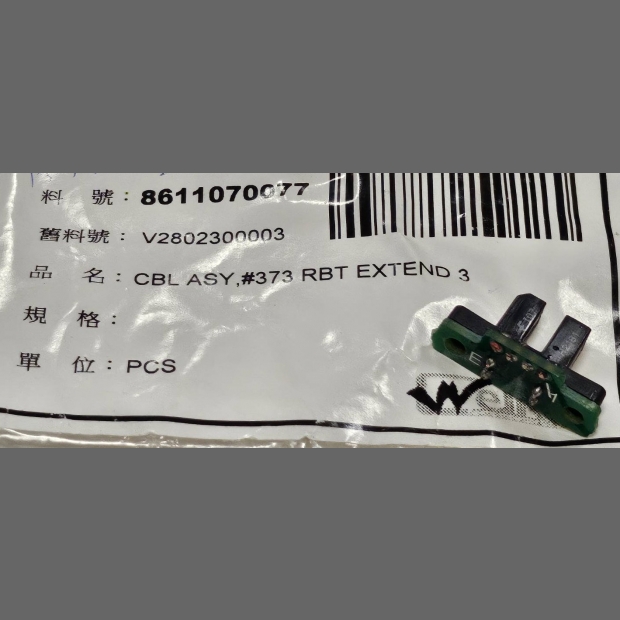 料 號：8611070077
舊料號：V2802300003
品 名：CBL ASY,#373 RBT EXTEND 3
規 格：
單 位：PCS
E